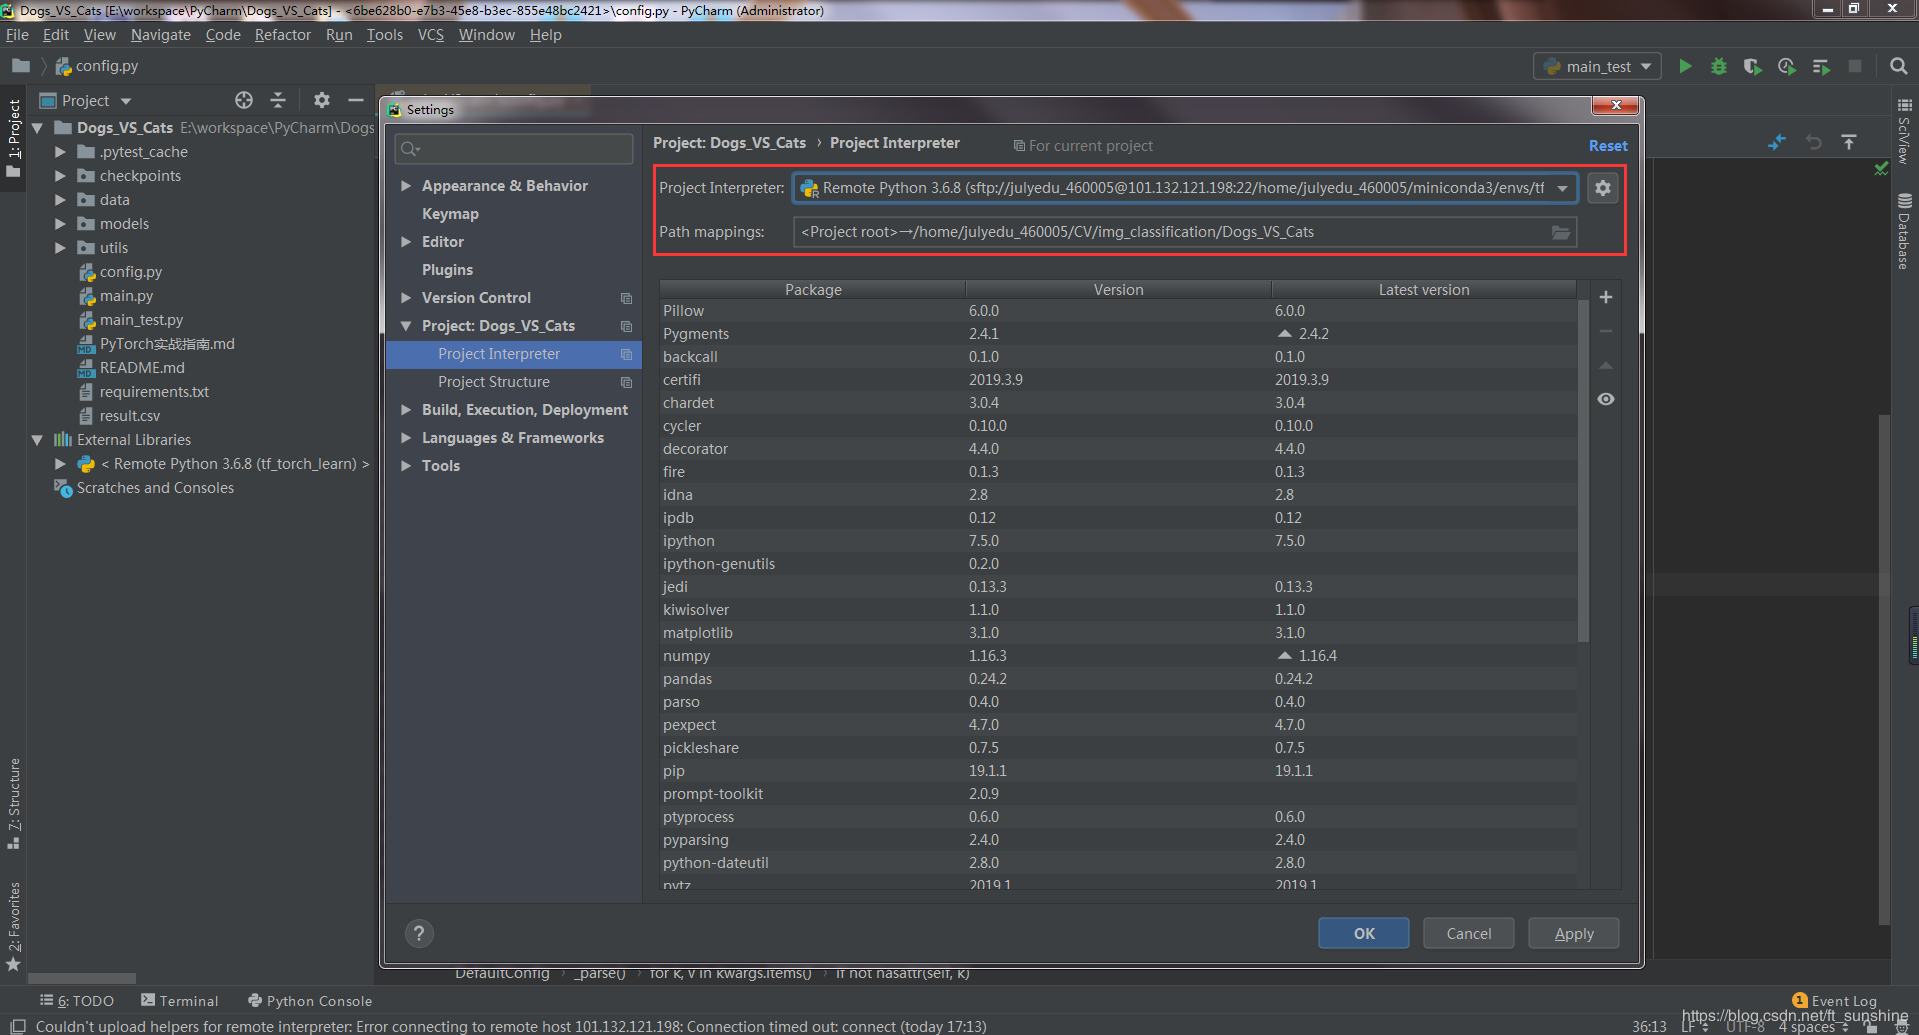 Dogs_VS_Cats [E:\workspace\PyCharm\Dogs_VS_Cats] - <6be628b0-e7b3-45e8-b3ec-855e48bc2421>\config.py - PyCharm (Administrator)
File Edit View Navigate Code Refactor Run Tools VCS Window Help
config.py
main_test
Project
1: Project
Dogs_VS_Cats E:\workspace\PyCharm\Dogs
.pytest_cache
checkpoints
data
models
utils
config.py
main.py
main_test.py
PyTorch实战指南.md
README.md
requirements.txt
result.csv
External Libraries
< Remote Python 3.6.8 (tf_torch_learn) >
Scratches and Consoles
7: Structure
2: Favorites
SciView
Database
Settings
Appearance & Behavior
Keymap
Editor
Plugins
Version Control
Project: Dogs_VS_Cats
Project Interpreter
Project Structure
Build, Execution, Deployment
Languages & Frameworks
Tools
Project: Dogs_VS_Cats › Project Interpreter
For current project
Reset
Project Interpreter: Remote Python 3.6.8 (sftp://julyedu_460005@101.132.121.198:22/home/julyedu_460005/miniconda3/envs/tf
Path mappings: <Project root>→/home/julyedu_460005/CV/img_classification/Dogs_VS_Cats
Package Version Latest version
Pillow 6.0.0 6.0.0
Pygments 2.4.1 2.4.2
backcall 0.1.0 0.1.0
certifi 2019.3.9 2019.3.9
chardet 3.0.4 3.0.4
cycler 0.10.0 0.10.0
decorator 4.4.0 4.4.0
fire 0.1.3 0.1.3
idna 2.8 2.8
ipdb 0.12 0.12
ipython 7.5.0 7.5.0
ipython-genutils 0.2.0
jedi 0.13.3 0.13.3
kiwisolver 1.1.0 1.1.0
matplotlib 3.1.0 3.1.0
numpy 1.16.3 1.16.4
pandas 0.24.2 0.24.2
parso 0.4.0 0.4.0
pexpect 4.7.0 4.7.0
pickleshare 0.7.5 0.7.5
pip 19.1.1 19.1.1
prompt-toolkit 2.0.9
ptyprocess 0.6.0 0.6.0
pyparsing 2.4.0 2.4.0
python-dateutil 2.8.0 2.8.0
pytz 2019.1 2019.1
?
OK Cancel Apply
DefaultConfig › _parse() › for k, v in kwargs.items() › if not hasattr(self, k)
6: TODO Terminal Python Console
1 Event Log
Couldn't upload helpers for remote interpreter: Error connecting to remote host 101.132.121.198: Connection timed out: connect (today 17:13)
36:13 LF UTF-8 4 spaces
https://blog.csdn.net/ft_sunshine